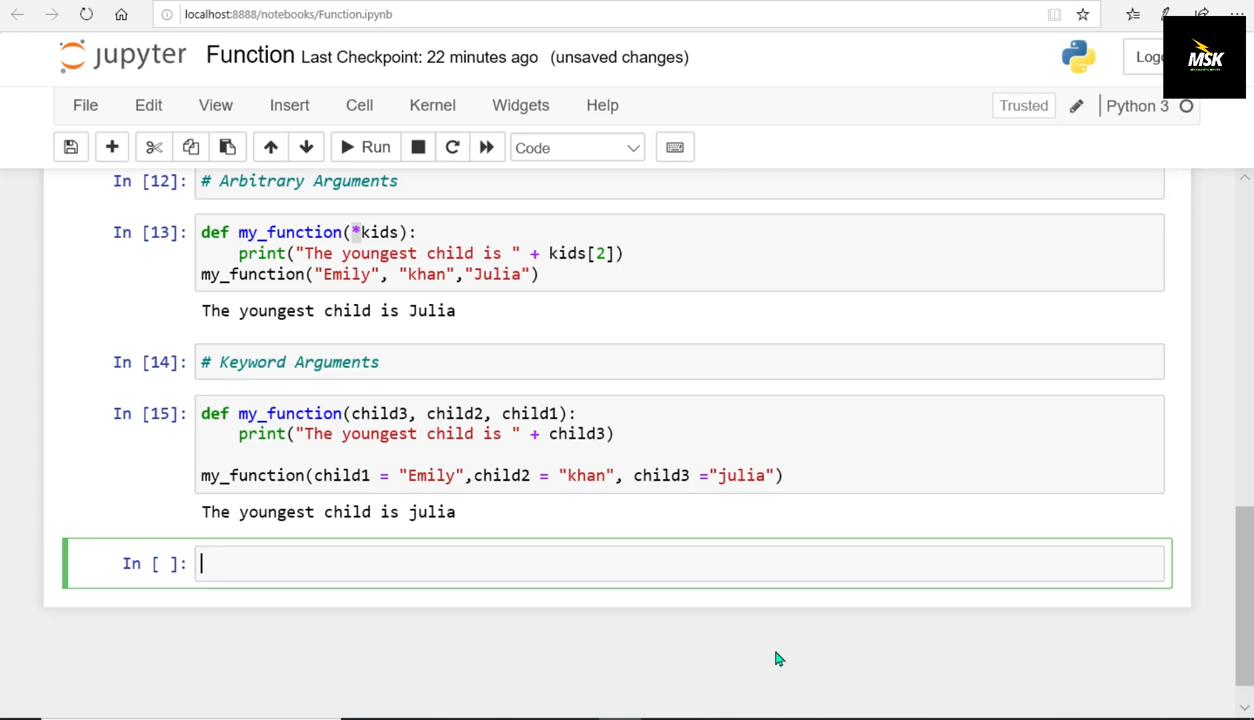 localhost:8888/notebooks/Function.ipynb
jupyter Function Last Checkpoint: 22 minutes ago (unsaved changes)
MSK
File Edit View Insert Cell Kernel Widgets Help Trusted Python 3
Run Code
In [12]: # Arbitrary Arguments
In [13]: def my_function(*kids):
print("The youngest child is " + kids[2])
my_function("Emily", "khan","Julia")
The youngest child is Julia
In [14]: # Keyword Arguments
In [15]: def my_function(child3, child2, child1):
print("The youngest child is " + child3)
my_function(child1 = "Emily",child2 = "khan", child3 ="julia")
The youngest child is julia
In [ ]: